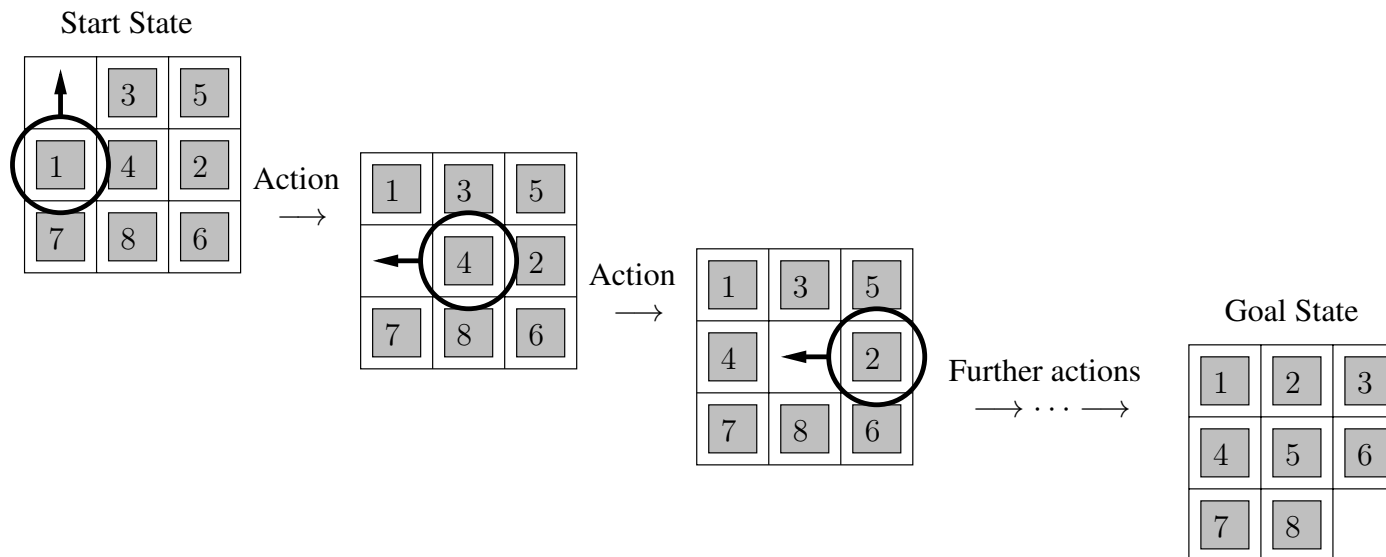 Start State
3 5
1 4 2
7 8 6
Action
⟶
1 3 5
4 2
7 8 6
Action
⟶
1 3 5
4 2
7 8 6
Further actions
⟶ ··· ⟶
Goal State
1 2 3
4 5 6
7 8